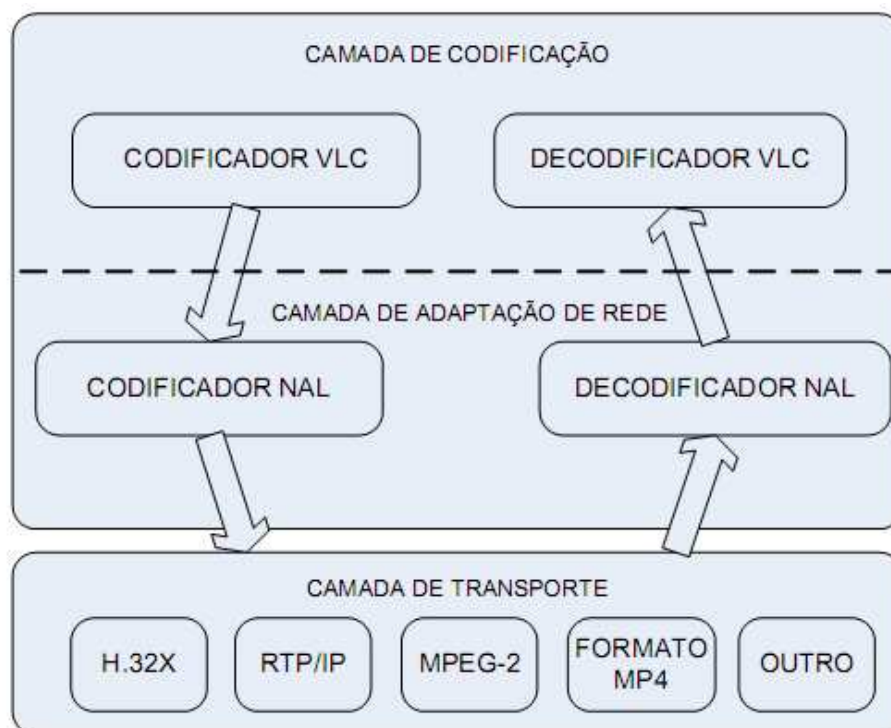 CAMADA DE CODIFICAÇÃO
CODIFICADOR VLC
DECODIFICADOR VLC
CAMADA DE ADAPTAÇÃO DE REDE
CODIFICADOR NAL
DECODIFICADOR NAL
CAMADA DE TRANSPORTE
H.32X
RTP/IP
MPEG-2
FORMATO
MP4
OUTRO